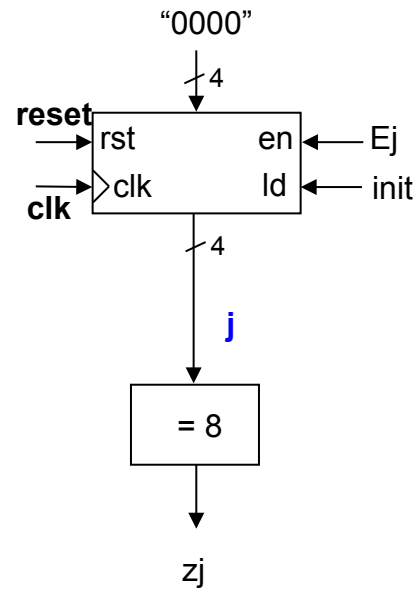 “0000”
4
reset
rst
en
Ej
clk
ld
init
clk
4
j
= 8
zj